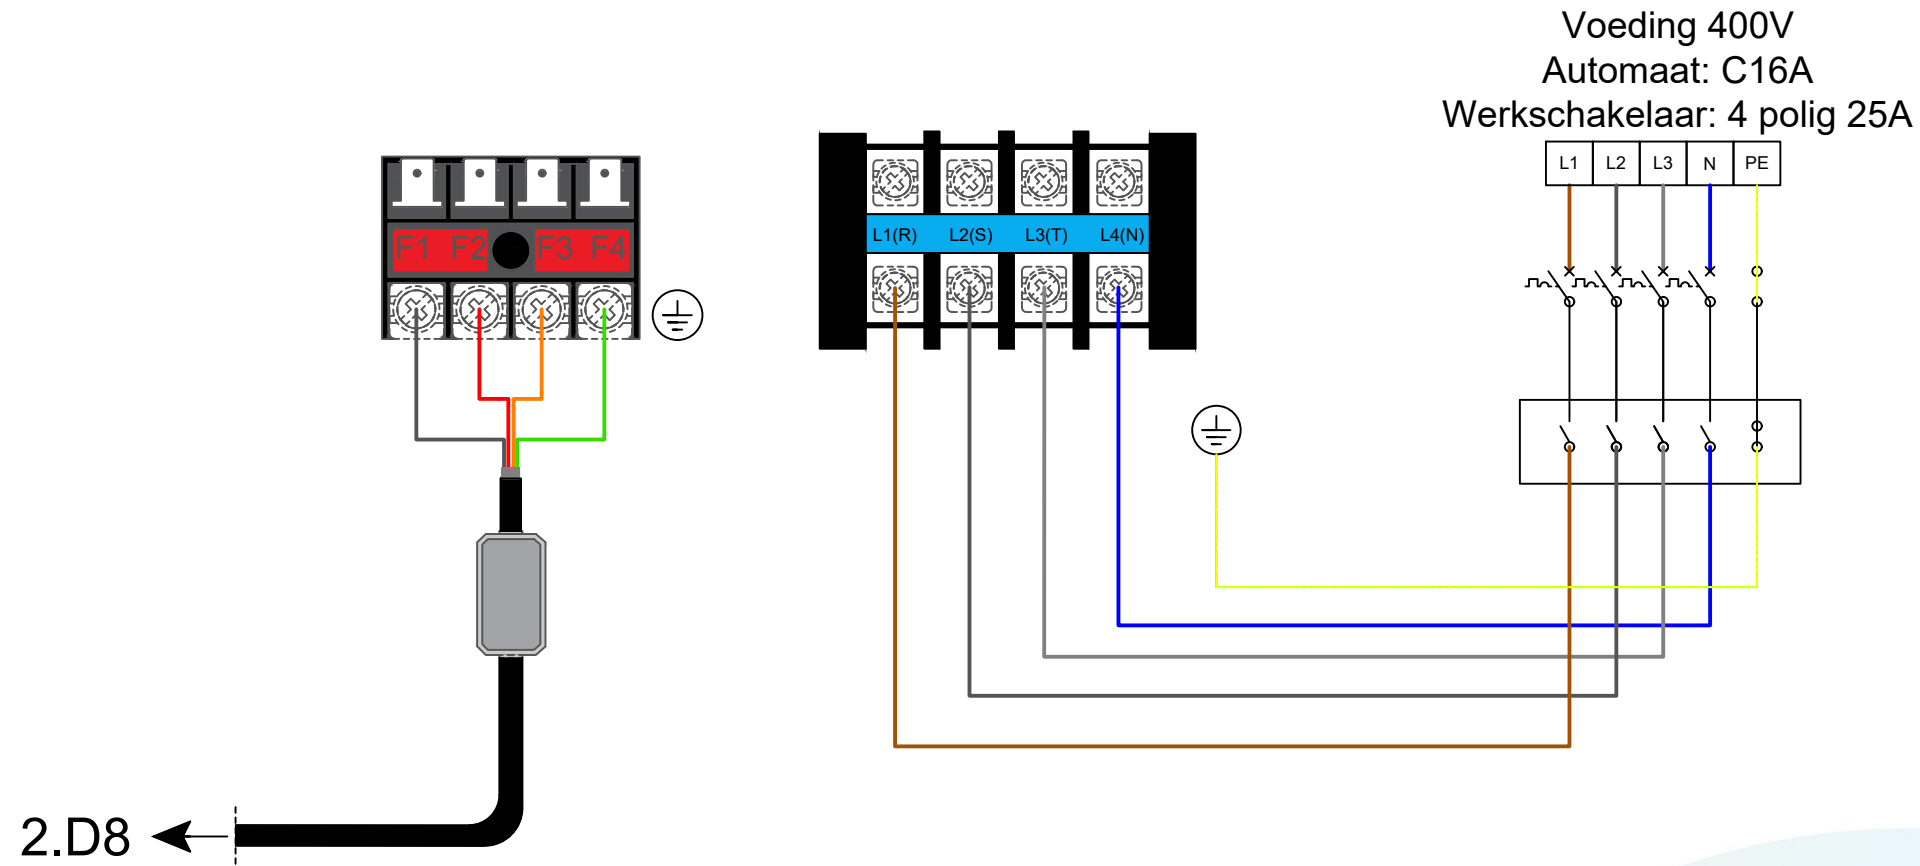 Voeding 400V
Automaat: C16A
Werkschakelaar: 4 polig 25A
L1 L2 L3 N PE
L1(R) L2(S) L3(T) L4(N)
F1 F2 F3 F4
2.D8